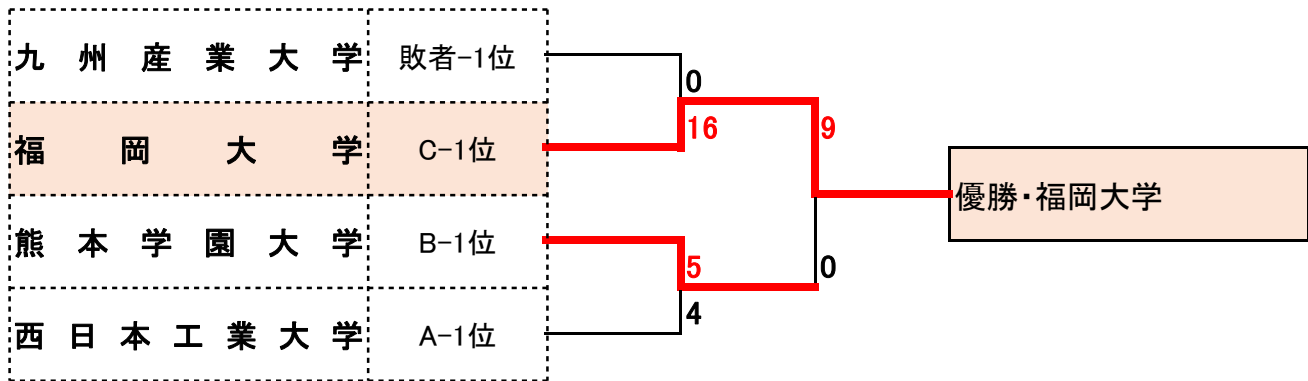 九州産業大学 敗者-1位
0
福岡大学 C-1位
16
9
優勝・福岡大学
熊本学園大学 B-1位
5
0
西日本工業大学 A-1位
4